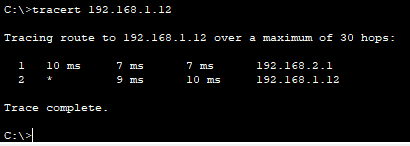 C:\>tracert 192.168.1.12
Tracing route to 192.168.1.12 over a maximum of 30 hops:
1 10 ms 7 ms 7 ms 192.168.2.1
2 * 9 ms 10 ms 192.168.1.12
Trace complete.
C:\>